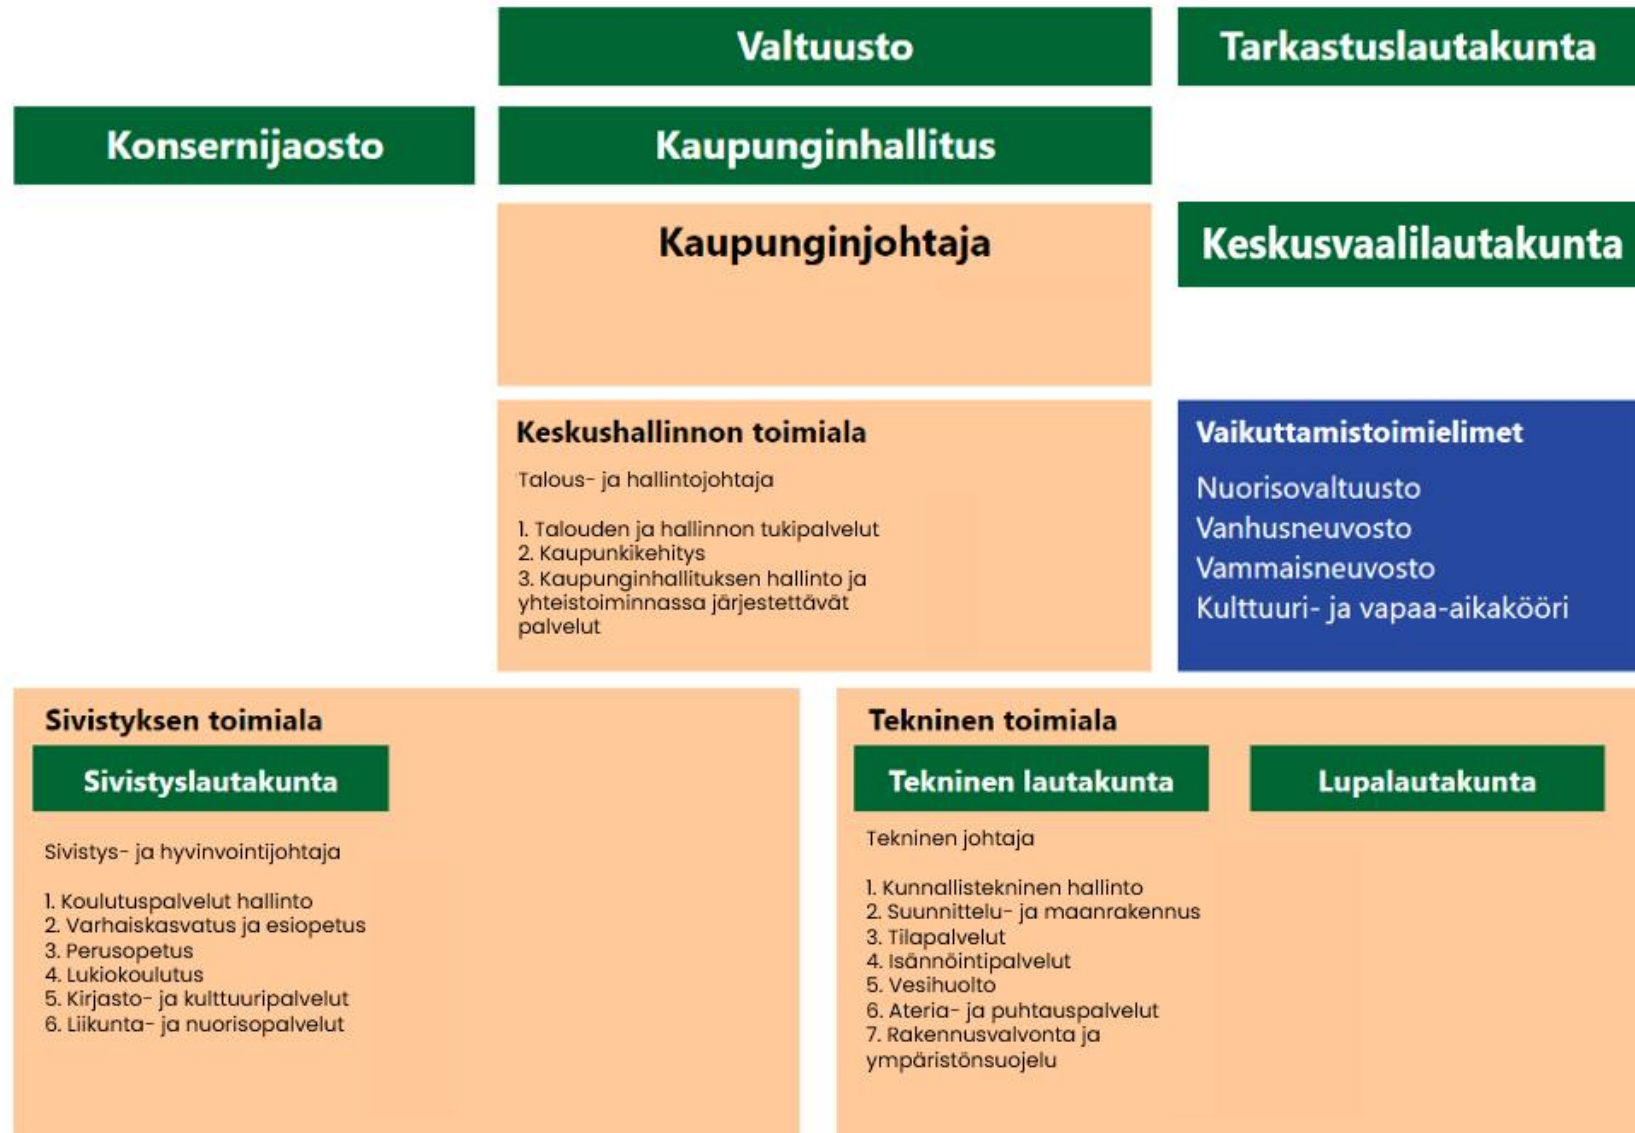 Valtuusto
Tarkastuslautakunta
Konsernijaosto
Kaupunginhallitus
Kaupunginjohtaja
Keskusvaalilautakunta
Keskushallinnon toimiala
Talous- ja hallintojohtaja
1. Talouden ja hallinnon tukipalvelut
2. Kaupunkikehitys
3. Kaupunginhallituksen hallinto ja
yhteistoiminnassa järjestettävät
palvelut
Vaikuttamistoimielimet
Nuorisovaltuusto
Vanhusneuvosto
Vammaisneuvosto
Kulttuuri- ja vapaa-aikakööri
Sivistyksen toimiala
Sivistyslautakunta
Sivistys- ja hyvinvointijohtaja
1. Koulutuspalvelut hallinto
2. Varhaiskasvatus ja esiopetus
3. Perusopetus
4. Lukiokoulutus
5. Kirjasto- ja kulttuuripalvelut
6. Liikunta- ja nuorisopalvelut
Tekninen toimiala
Tekninen lautakunta
Lupalautakunta
Tekninen johtaja
1. Kunnallistekninen hallinto
2. Suunnittelu- ja maanrakennus
3. Tilapalvelut
4. Isännöintipalvelut
5. Vesihuolto
6. Ateria- ja puhtauspalvelut
7. Rakennusvalvonta ja
ympäristönsuojelu